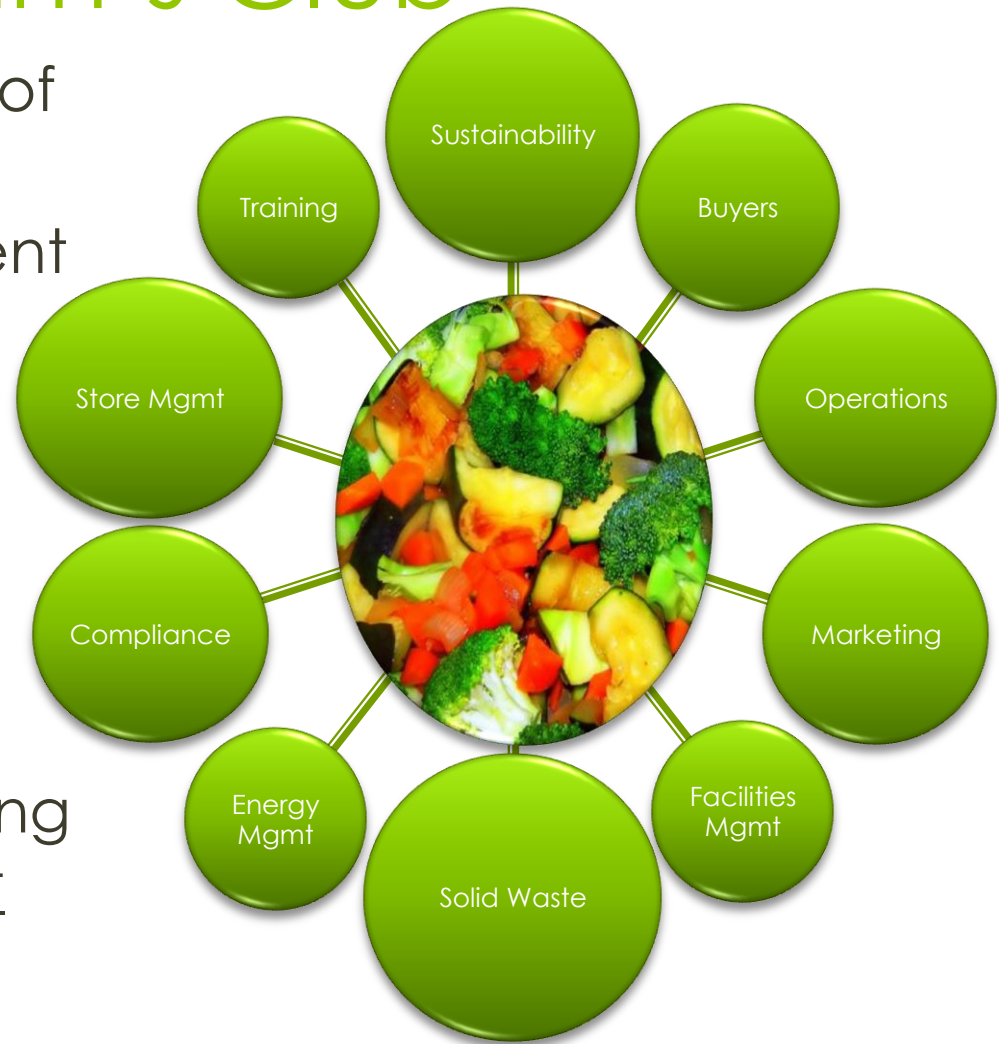 of
Sustainability
Training
Buyers
ent
Store Mgmt
Operations
Compliance
Marketing
Energy
Mgmt
Facilities
Mgmt
ng
Solid Waste